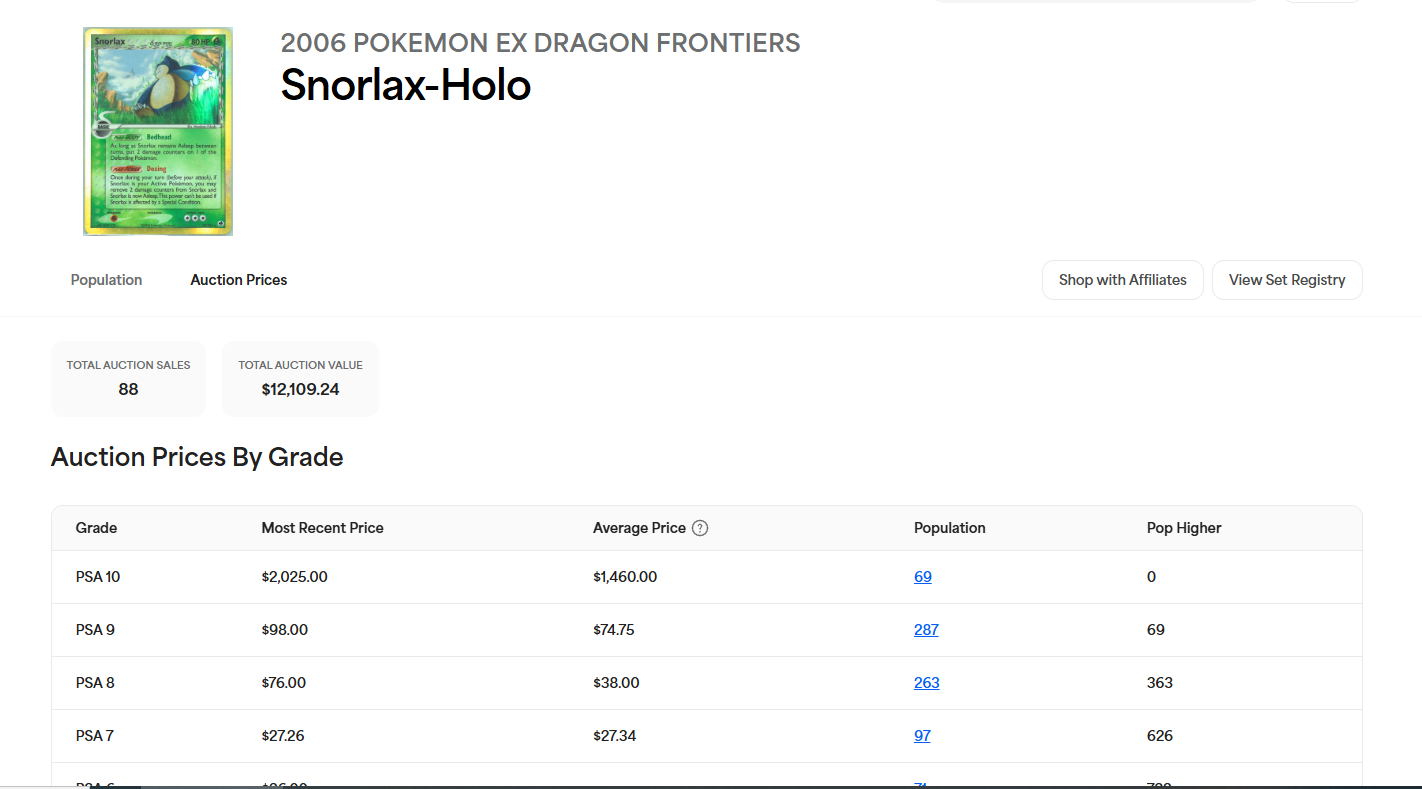 2006 POKEMON EX DRAGON FRONTIERS
Snorlax-Holo
Snorlax
80 HP
BASIC
Bedhead
As long as Snorlax remains Asleep between
turns, put 2 damage counters on 1 of the
Defending Pokémon.
Dozing
Once during your turn (before your attack), if
Snorlax is your Active Pokémon, you may
remove 2 damage counters from Snorlax and
Snorlax is now Asleep. This power can't be used if
Snorlax is affected by a Special Condition.
Population
Auction Prices
Shop with Affiliates
View Set Registry
TOTAL AUCTION SALES
88
TOTAL AUCTION VALUE
$12,109.24
Auction Prices By Grade
Grade Most Recent Price Average Price ? Population Pop Higher
PSA 10 $2,025.00 $1,460.00 69 0
PSA 9 $98.00 $74.75 287 69
PSA 8 $76.00 $38.00 263 363
PSA 7 $27.26 $27.34 97 626